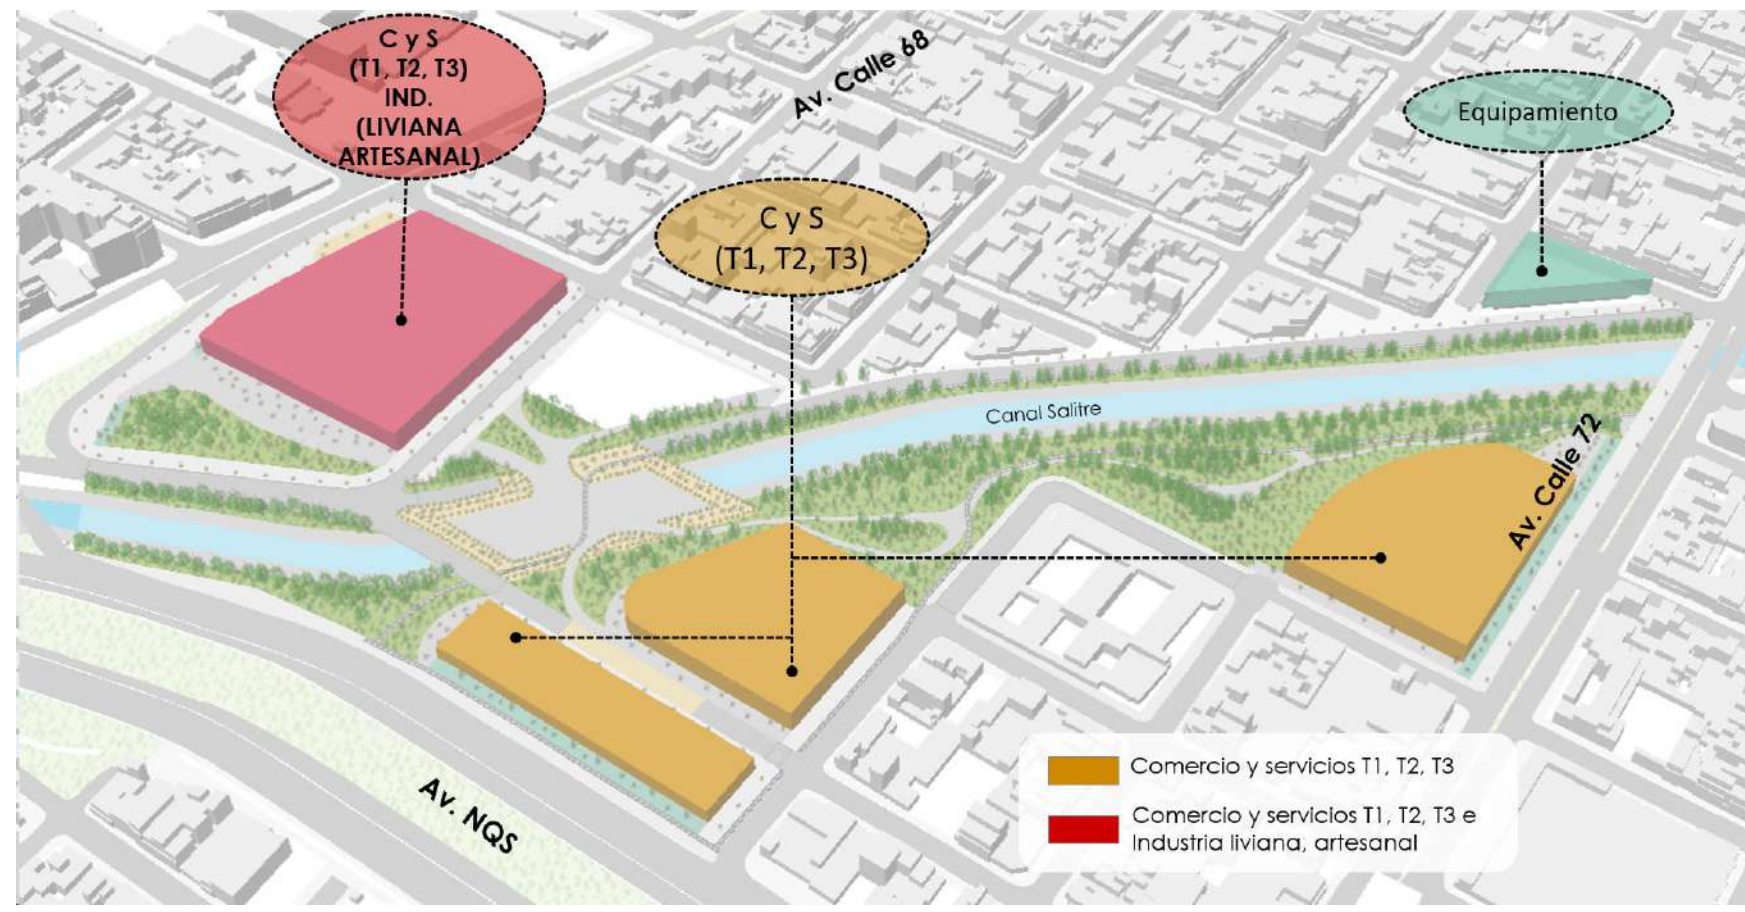 C y S
(T1, T2, T3)
IND.
(LIVIANA
ARTESANAL)
Av. Calle 68
Equipamiento
C y S
(T1, T2, T3)
Canal Salitre
Av. Calle 72
Av. NQS
Comercio y servicios T1, T2, T3
Comercio y servicios T1, T2, T3 e
Industria liviana, artesanal